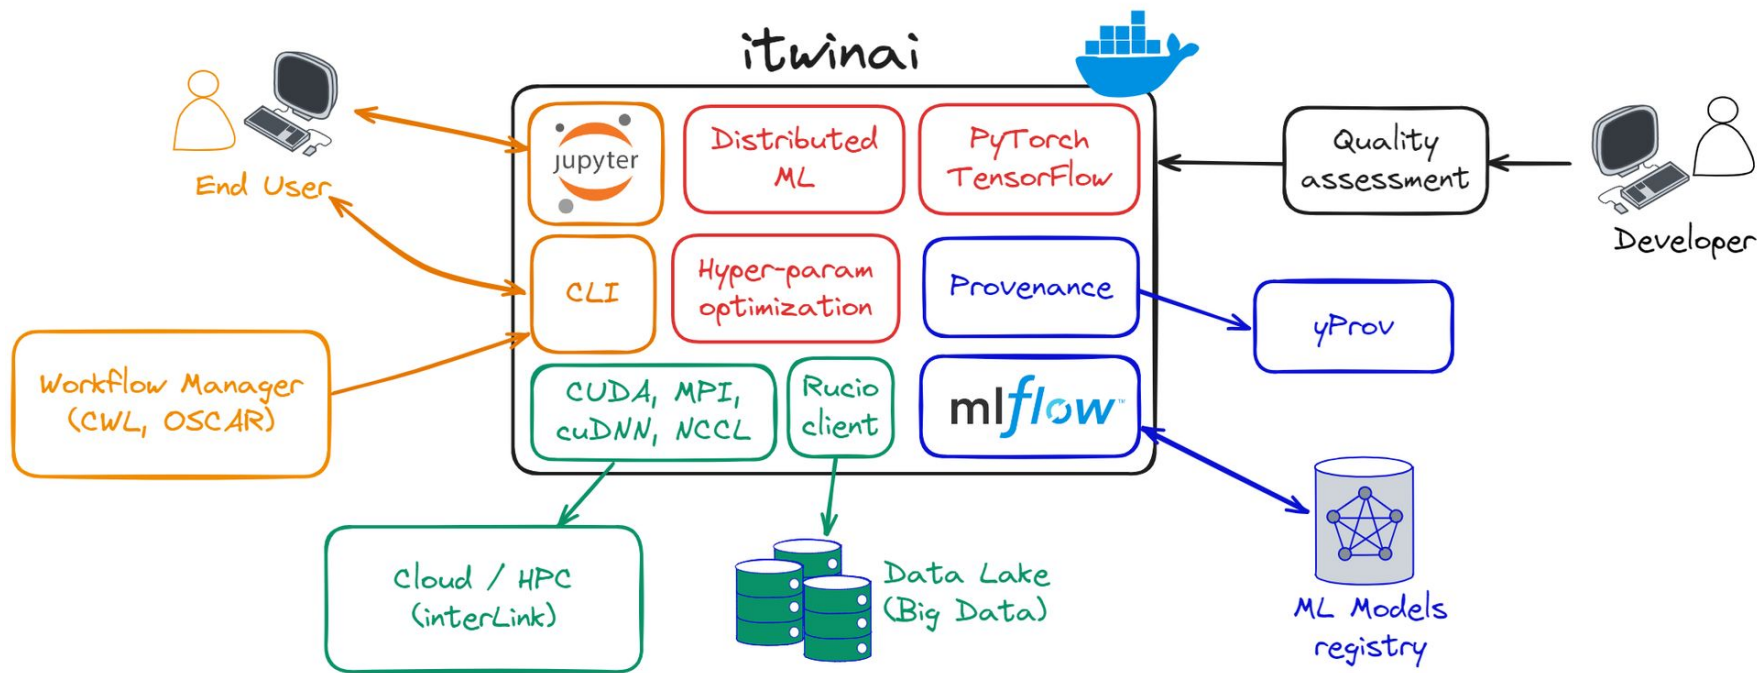 itwinai
End User
jupyter
Distributed
ML
PyTorch
TensorFlow
Quality
assessment
Developer
CLI
Hyper-param
optimization
Provenance
yProv
Workflow Manager
(CWL, OSCAR)
CUDA, MPI,
cuDNN, NCCL
Rucio
client
mlflow™
Cloud / HPC
(interLink)
Data Lake
(Big Data)
ML Models
registry